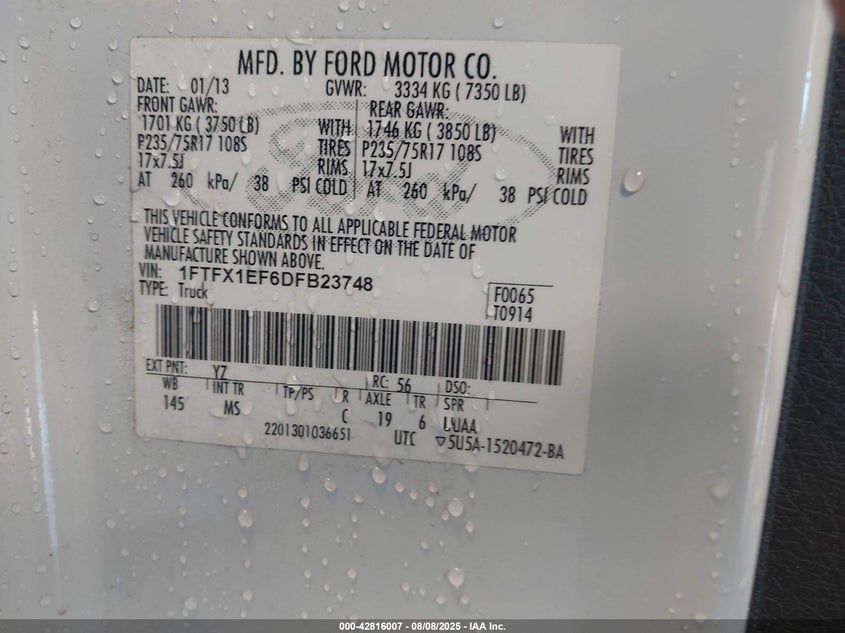 MFD. BY FORD MOTOR CO.
DATE: 01/13 GVWR: 3334 KG ( 7350 LB)
FRONT GAWR: REAR GAWR:
1701 KG ( 3750 LB) WITH 1746 KG ( 3850 LB) WITH
P235/75R17 108S TIRES P235/75R17 108S TIRES
17x7.5J RIMS 17x7.5J RIMS
AT 260 kPa/ 38 PSI COLD AT 260 kPa/ 38 PSI COLD
THIS VEHICLE CONFORMS TO ALL APPLICABLE FEDERAL MOTOR
VEHICLE SAFETY STANDARDS IN EFFECT ON THE DATE OF
MANUFACTURE SHOWN ABOVE.
VIN: 1FTFX1EF6DFB23748
TYPE: Truck
F0065
T0914
EXT PNT: YZ RC: 56 DSO:
WB INT TR TP/PS R AXLE TR SPR
145 MS C 19 6 UUAA
2201301036651 UTC ▽5U5A-1520472-BA
000-42816007 - 08/08/2025 - IAA Inc.